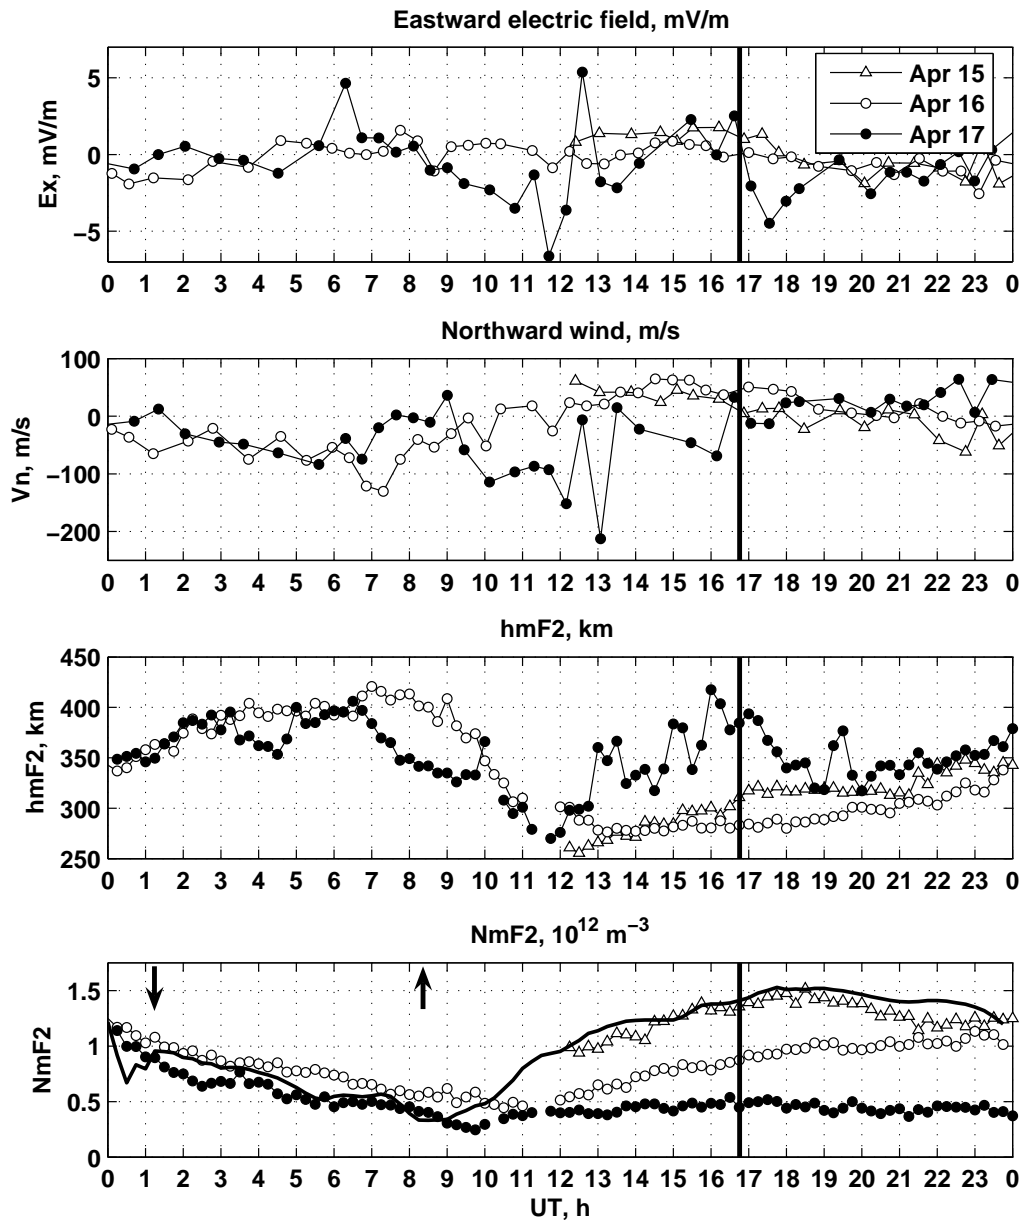 Eastward electric field, mV/m
Ex, mV/m
5
0
−5
Apr 15
Apr 16
Apr 17
0 1 2 3 4 5 6 7 8 9 10 11 12 13 14 15 16 17 18 19 20 21 22 23 0
Northward wind, m/s
Vn, m/s
100
0
−100
−200
0 1 2 3 4 5 6 7 8 9 10 11 12 13 14 15 16 17 18 19 20 21 22 23 0
hmF2, km
hmF2, km
450
400
350
300
250
0 1 2 3 4 5 6 7 8 9 10 11 12 13 14 15 16 17 18 19 20 21 22 23 0
NmF2, 10^12 m^−3
NmF2
1.5
1
0.5
0
0 1 2 3 4 5 6 7 8 9 10 11 12 13 14 15 16 17 18 19 20 21 22 23 0
UT, h